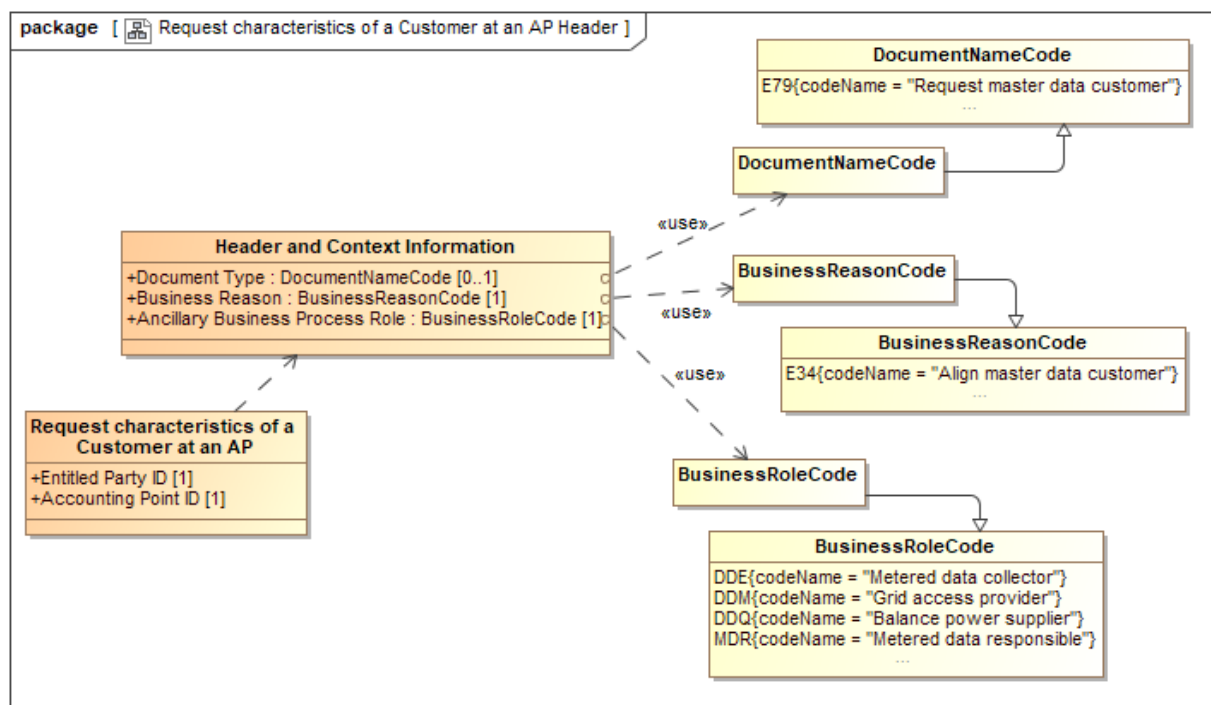 package [ Request characteristics of a Customer at an AP Header ]
DocumentNameCode
E79{codeName = "Request master data customer"}
...
DocumentNameCode
«use»
Header and Context Information
+Document Type : DocumentNameCode [0..1]
+Business Reason : BusinessReasonCode [1]
+Ancillary Business Process Role : BusinessRoleCode [1]
BusinessReasonCode
«use»
BusinessReasonCode
E34{codeName = "Align master data customer"}
...
«use»
Request characteristics of a
Customer at an AP
+Entitled Party ID [1]
+Accounting Point ID [1]
BusinessRoleCode
BusinessRoleCode
DDE{codeName = "Metered data collector"}
DDM{codeName = "Grid access provider"}
DDQ{codeName = "Balance power supplier"}
MDR{codeName = "Metered data responsible"}
...